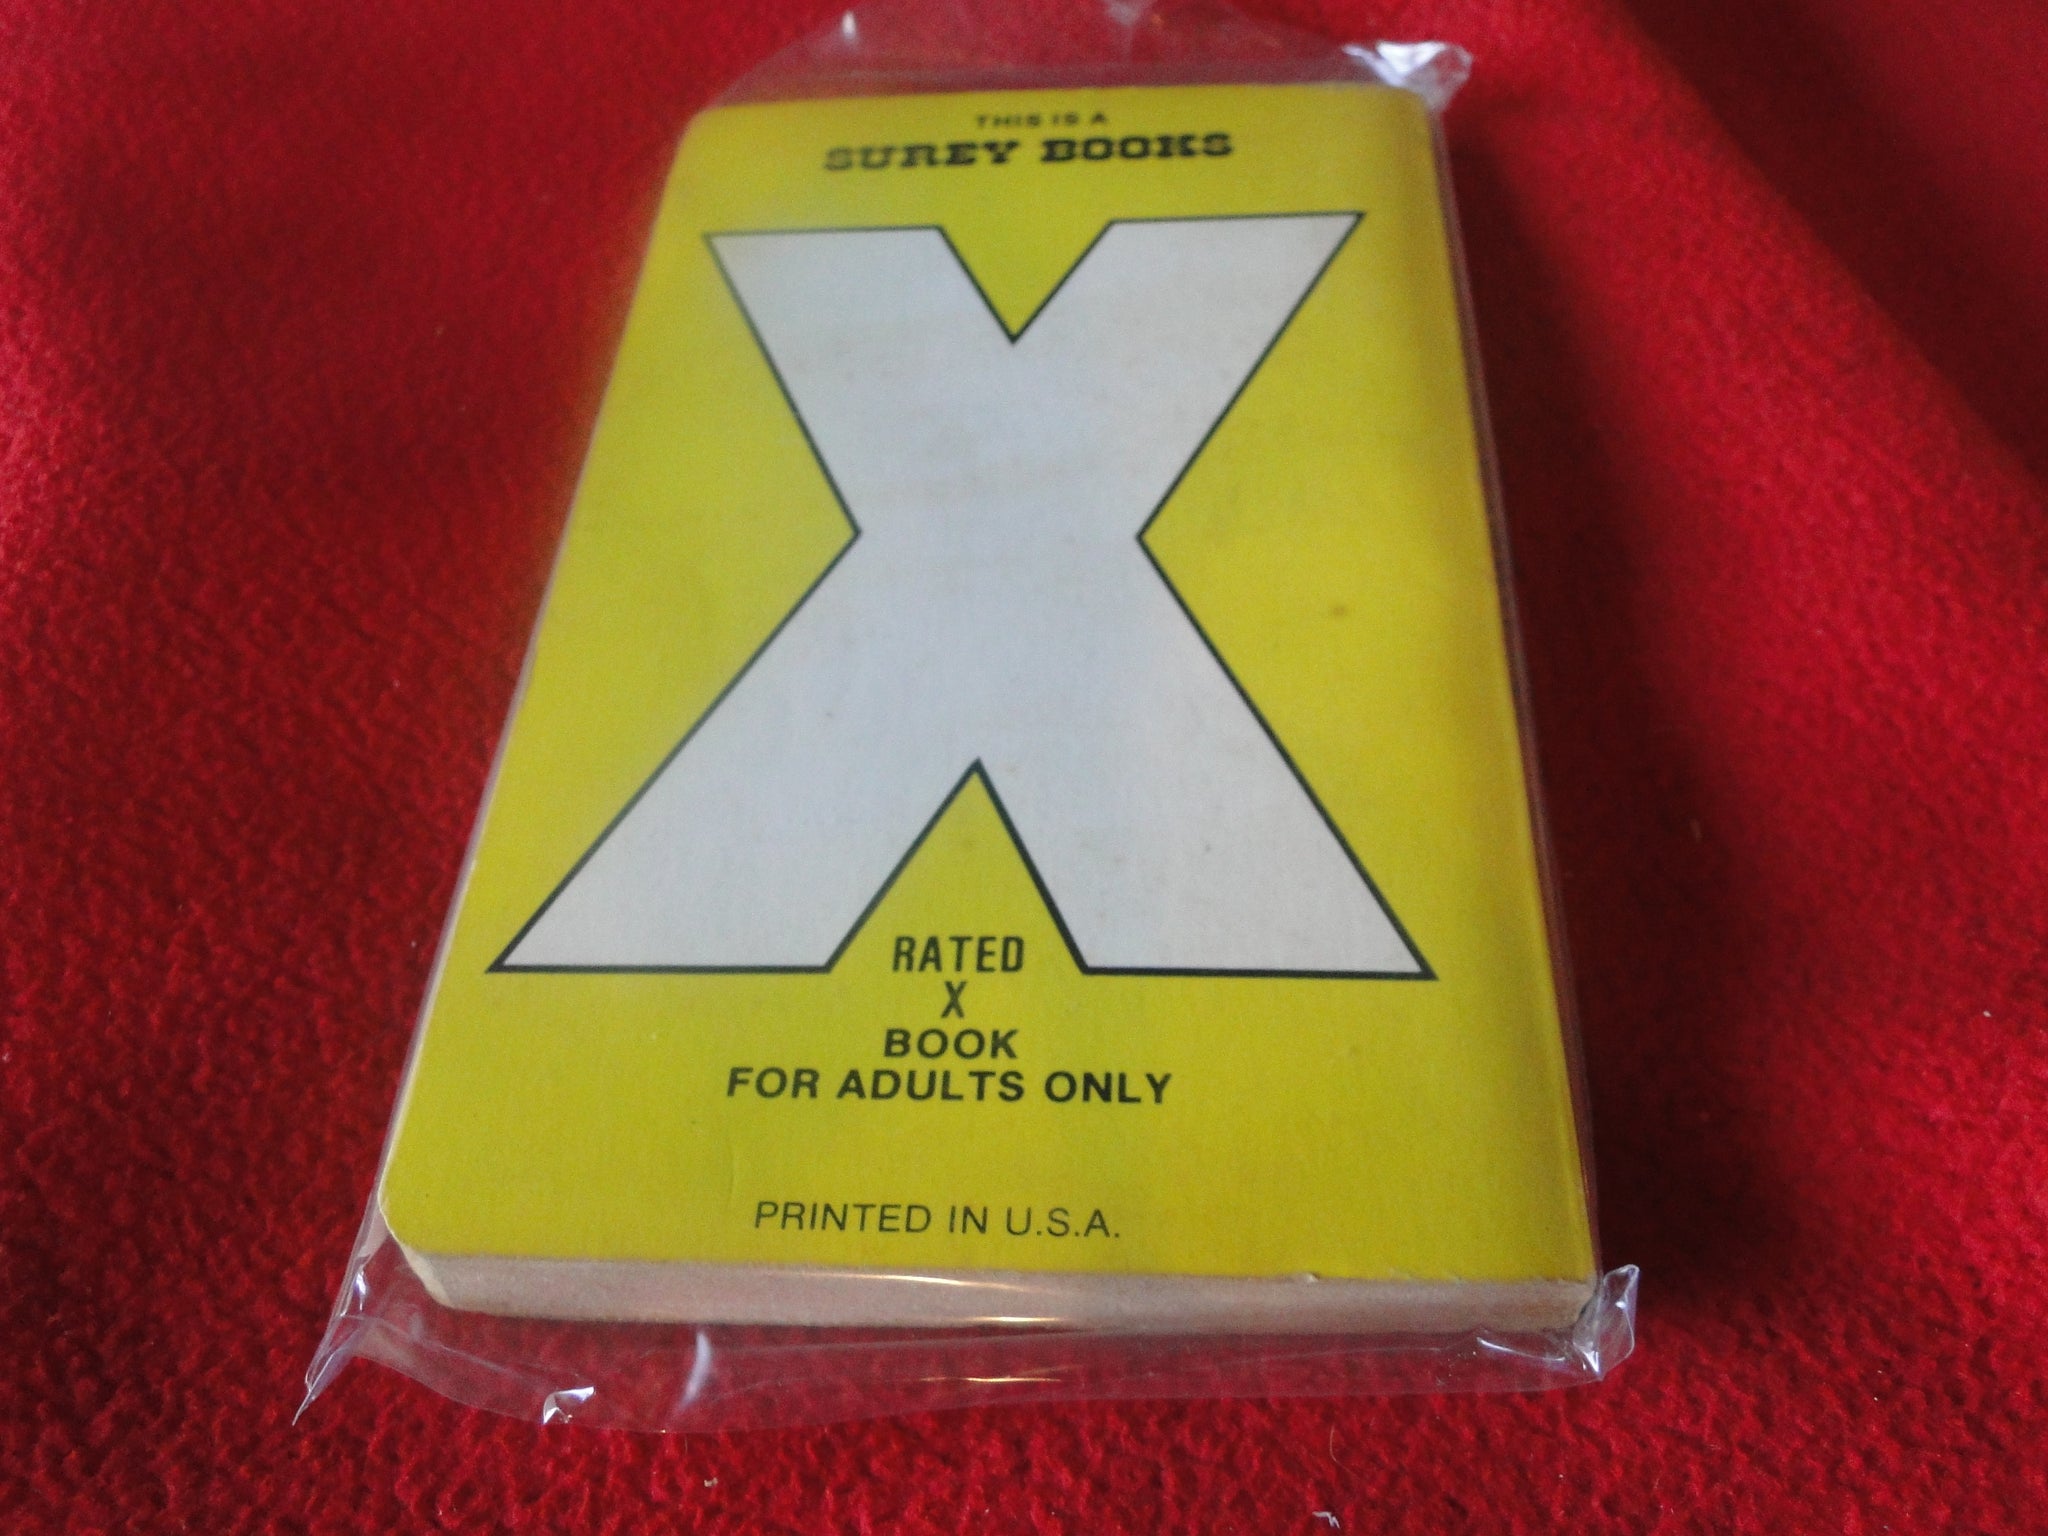 THIS IS A
SUREY BOOKS
X
RATED
X
BOOK
FOR ADULTS ONLY
PRINTED IN U.S.A.